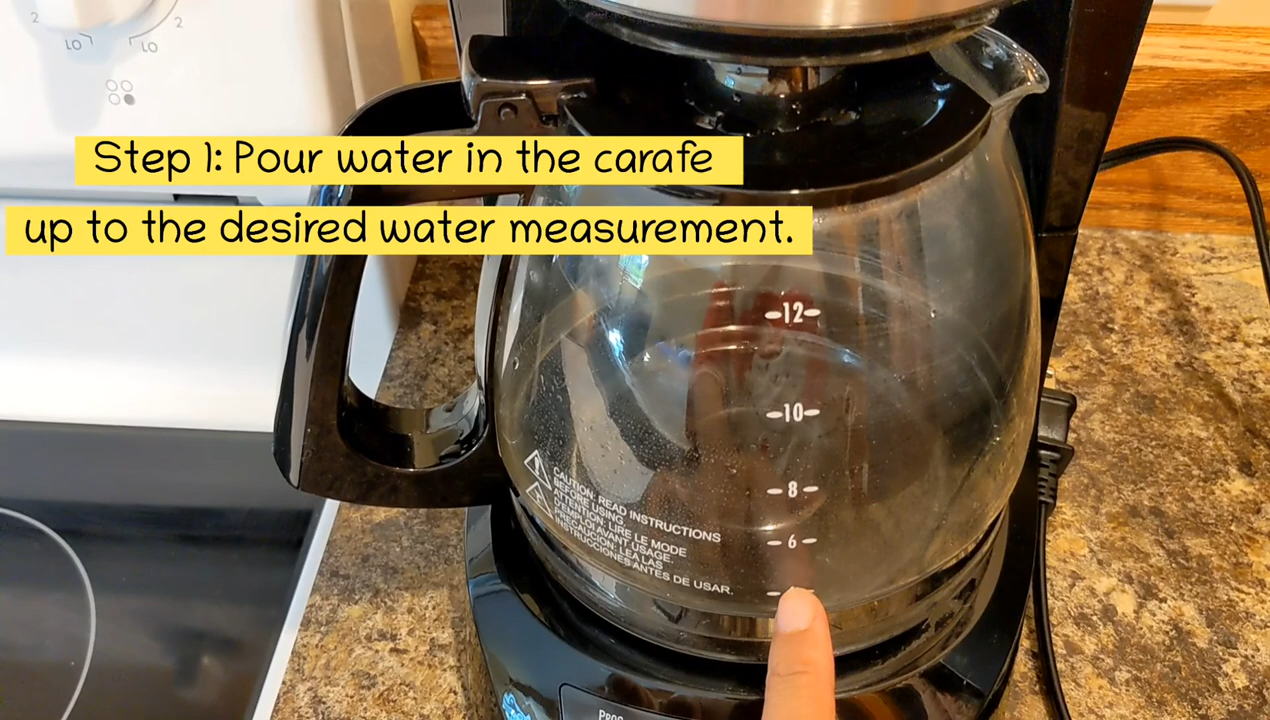 2
LO
LO
2
Step 1: Pour water in the carafe
up to the desired water measurement.
-12-
-10-
-8-
-6-
CAUTION: READ INSTRUCTIONS
BEFORE USING.
ATTENTION: LIRE LE MODE
D'EMPLOI AVANT USAGE.
PRECAUCION: LEA LAS
INSTRUCCIONES ANTES DE USAR.